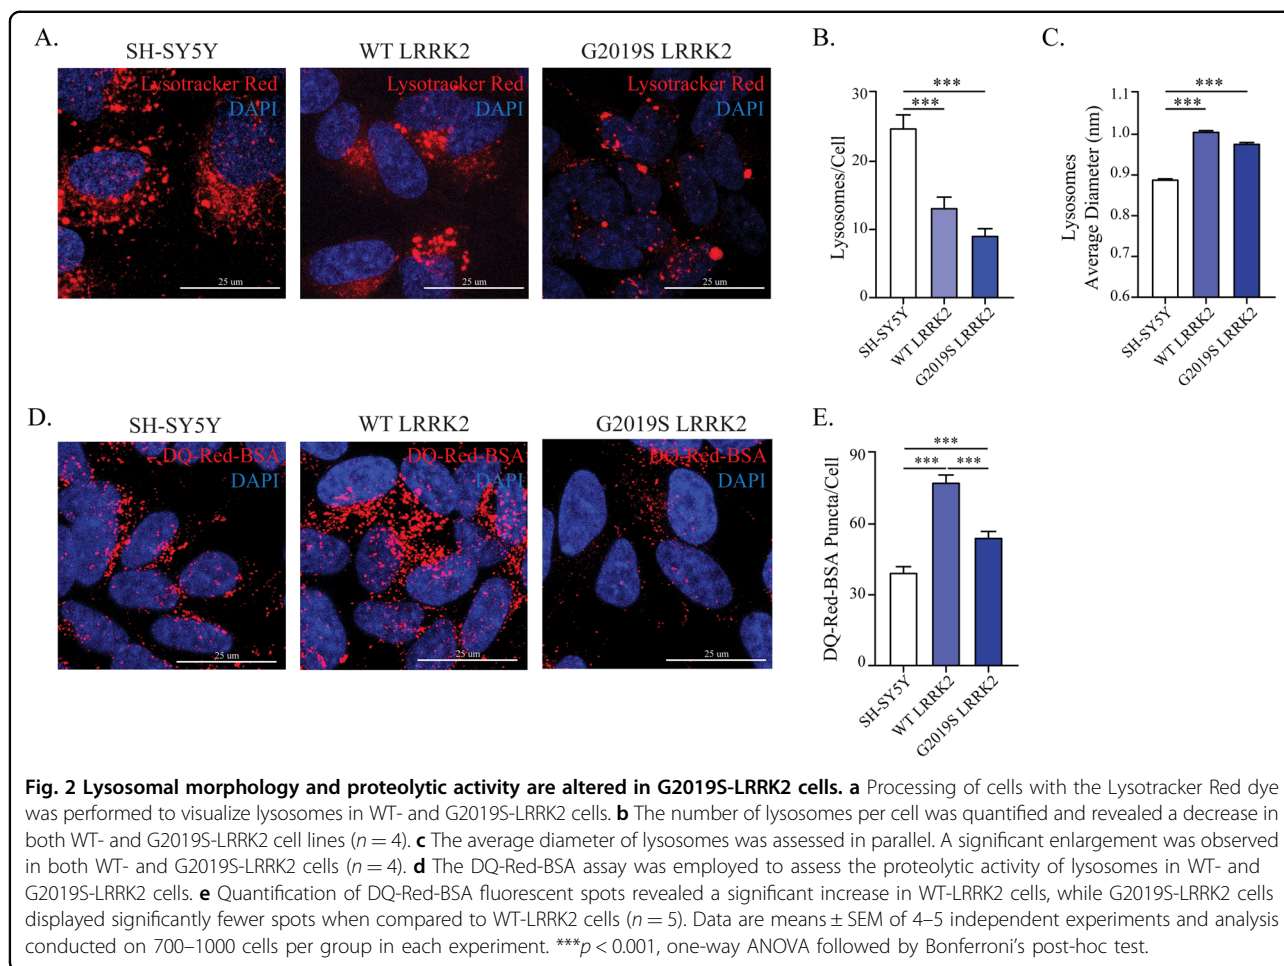 A.
SH-SY5Y
WT LRRK2
G2019S LRRK2
Lysotracker Red
DAPI
25 um
Lysotracker Red
DAPI
25 um
Lysotracker Red
DAPI
25 um
B.
***
***
Lysosomes/Cell
30
20
10
0
SH-SY5Y
WT LRRK2
G2019S LRRK2
C.
***
***
Lysosomes
Average Diameter (nm)
1.1
1.0
0.9
0.8
0.7
0.6
SH-SY5Y
WT LRRK2
G2019S LRRK2
D.
SH-SY5Y
WT LRRK2
G2019S LRRK2
DQ-Red-BSA
DAPI
25 um
DQ-Red-BSA
DAPI
25 um
DQ-Red-BSA
DAPI
25 um
E.
***
*** ***
DQ-Red-BSA Puncta/Cell
90
60
30
0
SH-SY5Y
WT LRRK2
G2019S LRRK2
Fig. 2 Lysosomal morphology and proteolytic activity are altered in G2019S-LRRK2 cells. a Processing of cells with the Lysotracker Red dye
was performed to visualize lysosomes in WT- and G2019S-LRRK2 cells. b The number of lysosomes per cell was quantified and revealed a decrease in
both WT- and G2019S-LRRK2 cell lines (n = 4). c The average diameter of lysosomes was assessed in parallel. A significant enlargement was observed
in both WT- and G2019S-LRRK2 cells (n = 4). d The DQ-Red-BSA assay was employed to assess the proteolytic activity of lysosomes in WT- and
G2019S-LRRK2 cells. e Quantification of DQ-Red-BSA fluorescent spots revealed a significant increase in WT-LRRK2 cells, while G2019S-LRRK2 cells
displayed significantly fewer spots when compared to WT-LRRK2 cells (n = 5). Data are means ± SEM of 4–5 independent experiments and analysis
conducted on 700–1000 cells per group in each experiment. ***p < 0.001, one-way ANOVA followed by Bonferroni's post-hoc test.